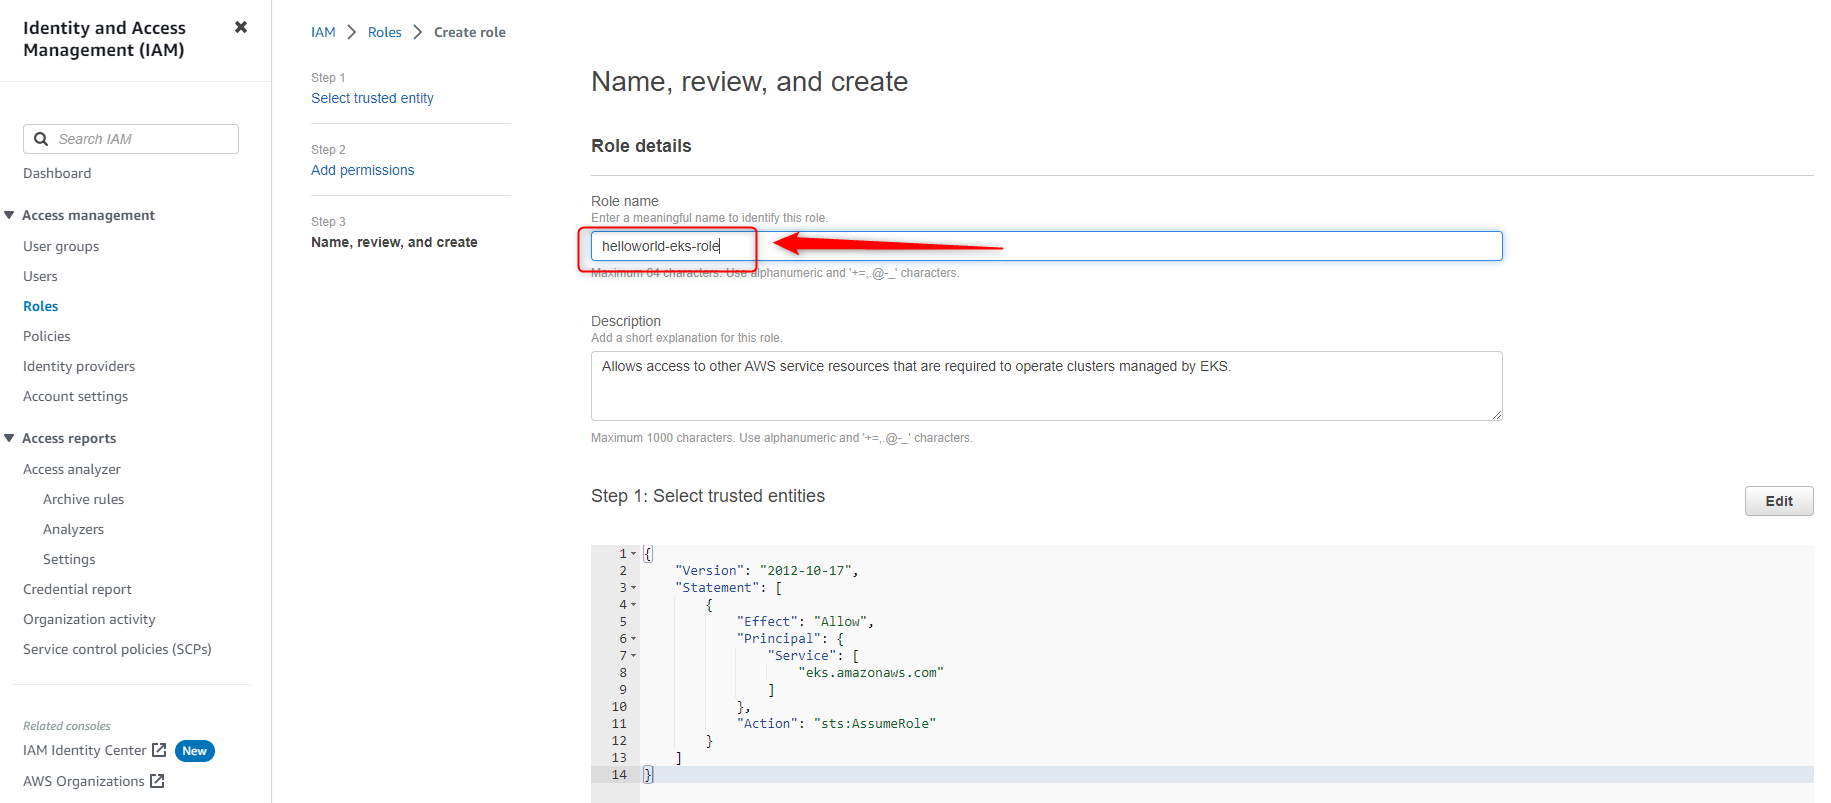 Identity and Access
Management (IAM)
Search IAM
Dashboard
Access management
User groups
Users
Roles
Policies
Identity providers
Account settings
Access reports
Access analyzer
Archive rules
Analyzers
Settings
Credential report
Organization activity
Service control policies (SCPs)
Related consoles
IAM Identity Center New
AWS Organizations
IAM Roles Create role
Step 1
Select trusted entity
Step 2
Add permissions
Step 3
Name, review, and create
Name, review, and create
Role details
Role name
Enter a meaningful name to identify this role.
helloworld-eks-role
Maximum 64 characters. Use alphanumeric and '+=,.@-_' characters.
Description
Add a short explanation for this role.
Allows access to other AWS service resources that are required to operate clusters managed by EKS.
Maximum 1000 characters. Use alphanumeric and '+=,.@-_' characters.
Step 1: Select trusted entities
Edit
1 {
2 "Version": "2012-10-17",
3 "Statement": [
4 {
5 "Effect": "Allow",
6 "Principal": {
7 "Service": [
8 "eks.amazonaws.com"
9 ]
10 },
11 "Action": "sts:AssumeRole"
12 }
13 ]
14 }